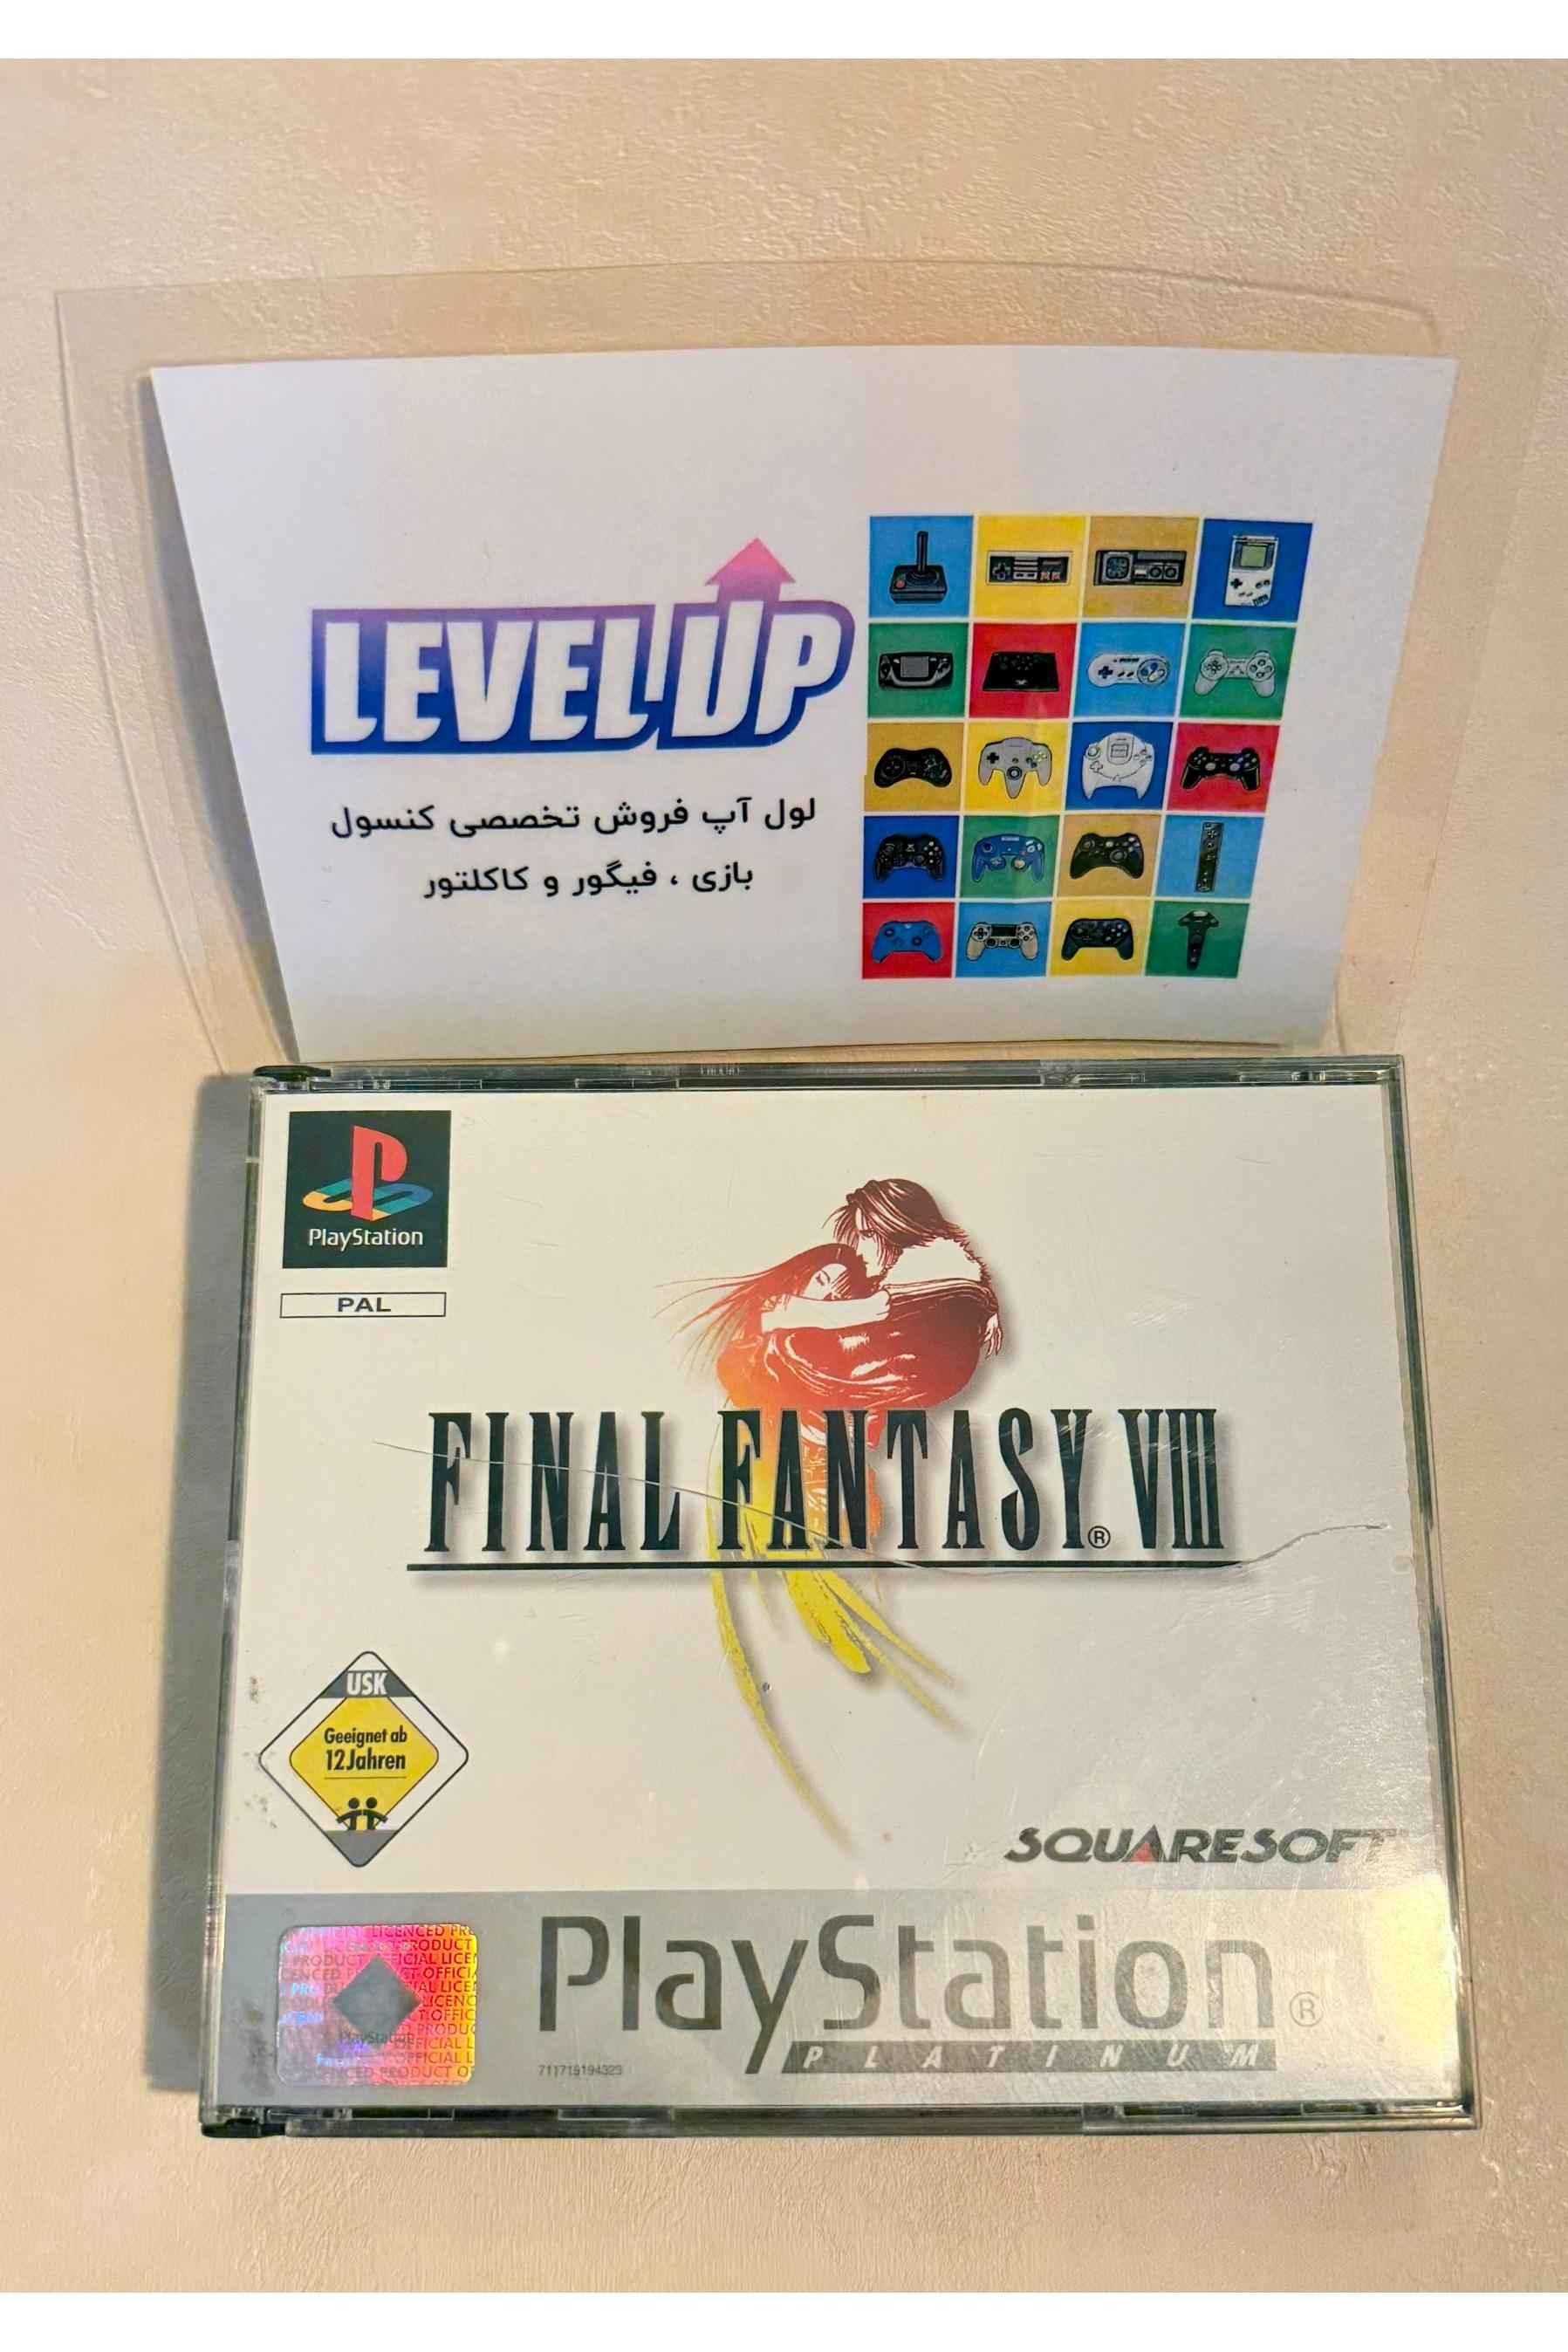 LEVEL UP
لول آپ فروش تخصصی کنسول
بازی ، فیگور و کاکلتور
PlayStation
PAL
FINAL FANTASY® VIII
USK
Geeignet ab
12 Jahren
SQUARESOFT
PlayStation®
PLATINUM
711719194323